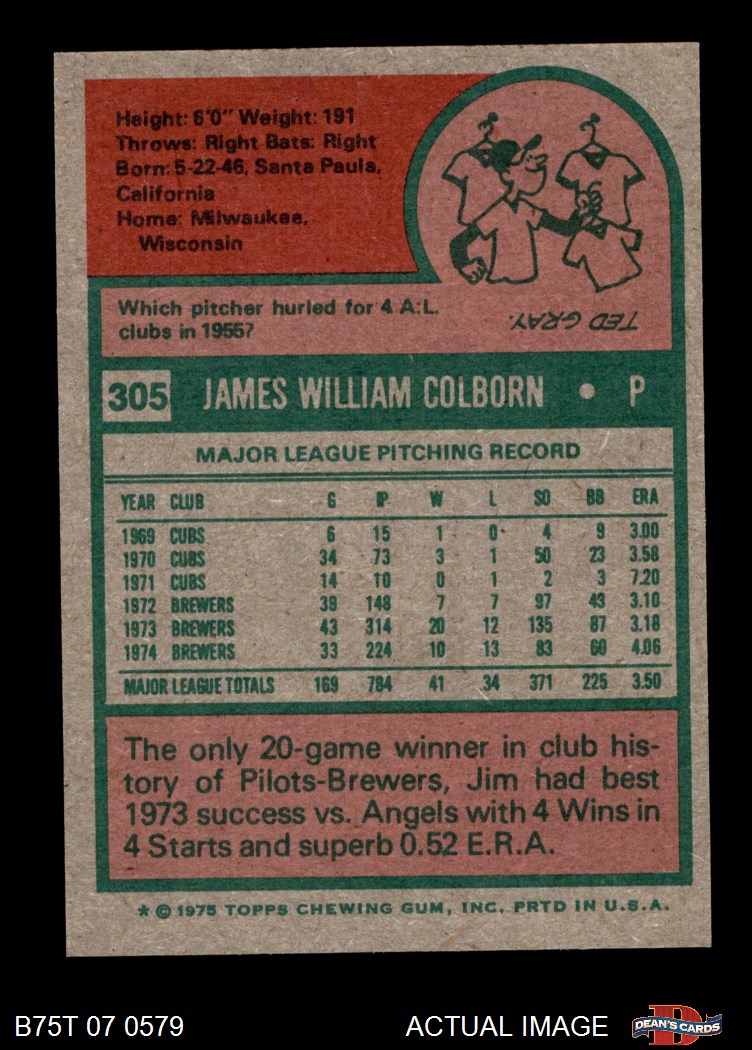 Height: 6'0" Weight: 191
Throws: Right Bats: Right
Born: 5-22-46, Santa Paula,
California
Home: Milwaukee,
Wisconsin
Which pitcher hurled for 4 A.L.
clubs in 1955?
TED GRAY.
305 JAMES WILLIAM COLBORN • P
MAJOR LEAGUE PITCHING RECORD
YEAR CLUB G IP W L SO BB ERA
1969 CUBS 6 15 1 0 4 9 3.00
1970 CUBS 34 73 3 1 50 23 3.58
1971 CUBS 14 10 0 1 2 3 7.20
1972 BREWERS 39 148 7 7 97 43 3.10
1973 BREWERS 43 314 20 12 135 87 3.18
1974 BREWERS 33 224 10 13 83 60 4.06
MAJOR LEAGUE TOTALS 169 784 41 34 371 225 3.50
The only 20-game winner in club his-
tory of Pilots-Brewers, Jim had best
1973 success vs. Angels with 4 Wins in
4 Starts and superb 0.52 E.R.A.
* © 1975 TOPPS CHEWING GUM, INC. PRTD IN U.S.A.
B75T 07 0579 ACTUAL IMAGE DEAN'S CARDS